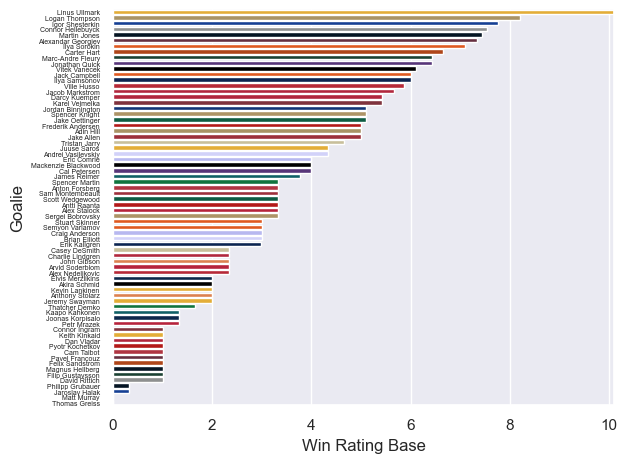 Linus Ullmark
Logan Thompson
Igor Shesterkin
Connor Hellebuyck
Martin Jones
Alexandar Georgiev
Ilya Sorokin
Carter Hart
Marc-Andre Fleury
Jonathan Quick
Vitek Vanecek
Jack Campbell
Ilya Samsonov
Ville Husso
Jacob Markstrom
Darcy Kuemper
Karel Vejmelka
Jordan Binnington
Spencer Knight
Jake Oettinger
Frederik Andersen
Adin Hill
Jake Allen
Tristan Jarry
Juuse Saros
Andrei Vasilevskiy
Eric Comrie
Mackenzie Blackwood
Cal Petersen
James Reimer
Spencer Martin
Anton Forsberg
Sam Montembeault
Scott Wedgewood
Antti Raanta
Alex Stalock
Sergei Bobrovsky
Stuart Skinner
Semyon Varlamov
Craig Anderson
Brian Elliott
Erik Kallgren
Casey DeSmith
Charlie Lindgren
John Gibson
Arvid Soderblom
Alex Nedeljkovic
Elvis Merzlikins
Akira Schmid
Kevin Lankinen
Anthony Stolarz
Jeremy Swayman
Thatcher Demko
Kaapo Kahkonen
Joonas Korpisalo
Petr Mrazek
Connor Ingram
Keith Kinkaid
Dan Vladar
Pyotr Kochetkov
Cam Talbot
Pavel Francouz
Felix Sandstrom
Magnus Hellberg
Filip Gustavsson
David Rittich
Philipp Grubauer
Jaroslav Halak
Matt Murray
Thomas Greiss
Goalie
0 2 4 6 8 10
Win Rating Base